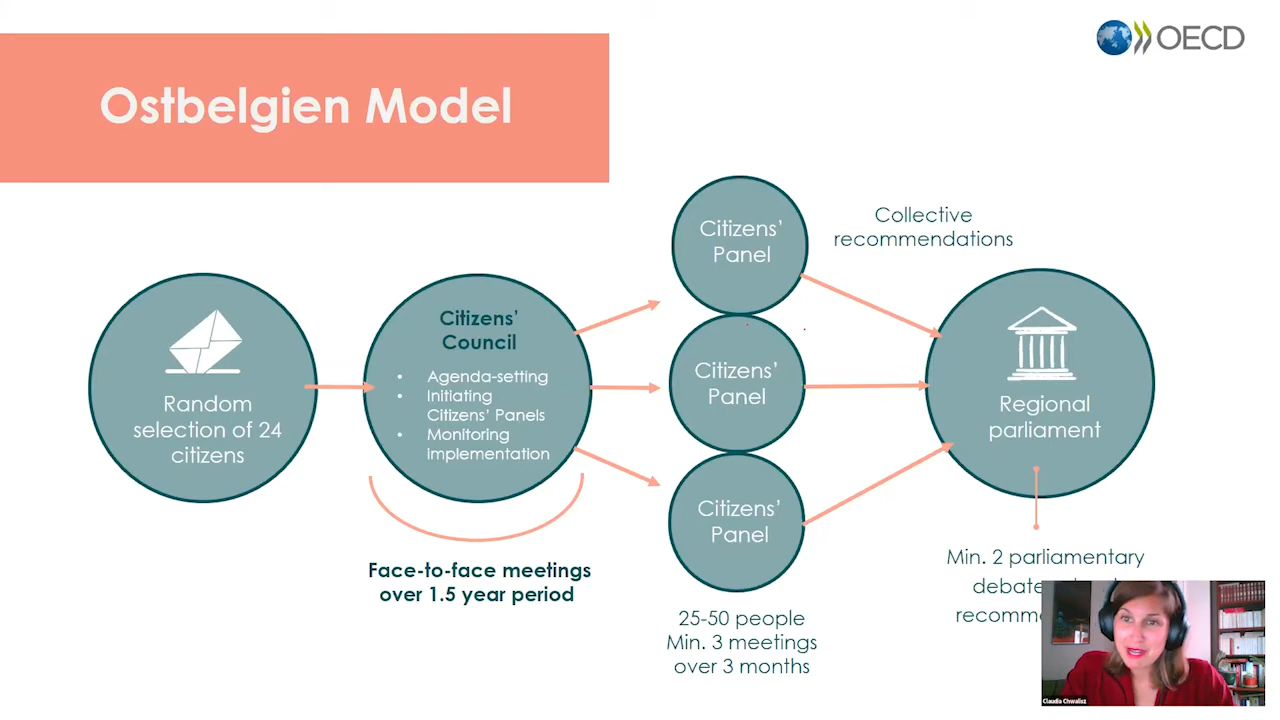 OECD
Ostbelgien Model
Random
selection of 24
citizens
Citizens’
Council
• Agenda-setting
• Initiating
Citizens’ Panels
• Monitoring
implementation
Face-to-face meetings
over 1.5 year period
Citizens’
Panel
Citizens’
Panel
Citizens’
Panel
25-50 people
Min. 3 meetings
over 3 months
Collective
recommendations
Regional
parliament
Min. 2 parliamentary
Claudia Chwalisz